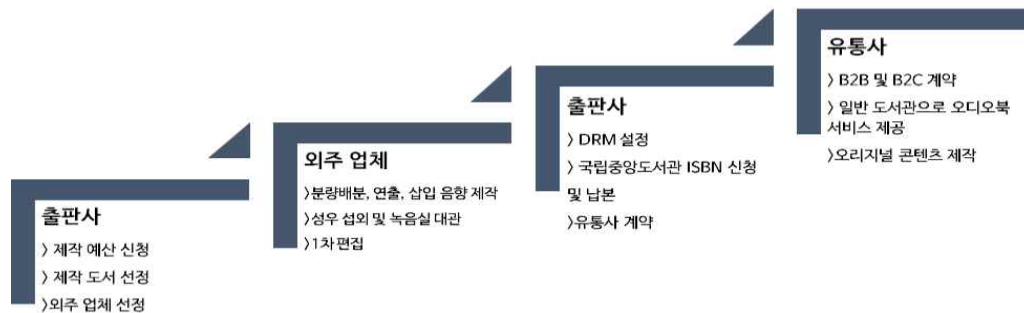 출판사
〉 제작 예산 신청
〉 제작 도서 선정
〉외주 업체 선정
외주 업체
〉분량배분, 연출, 삽입 음향 제작
〉성우 섭외 및 녹음실 대관
〉1차 편집
출판사
〉 DRM 설정
〉 국립중앙도서관 ISBN 신청
및 납본
〉유통사 계약
유통사
〉 B2B 및 B2C 계약
〉 일반 도서관으로 오디오북
서비스 제공
〉오리지널 콘텐츠 제작